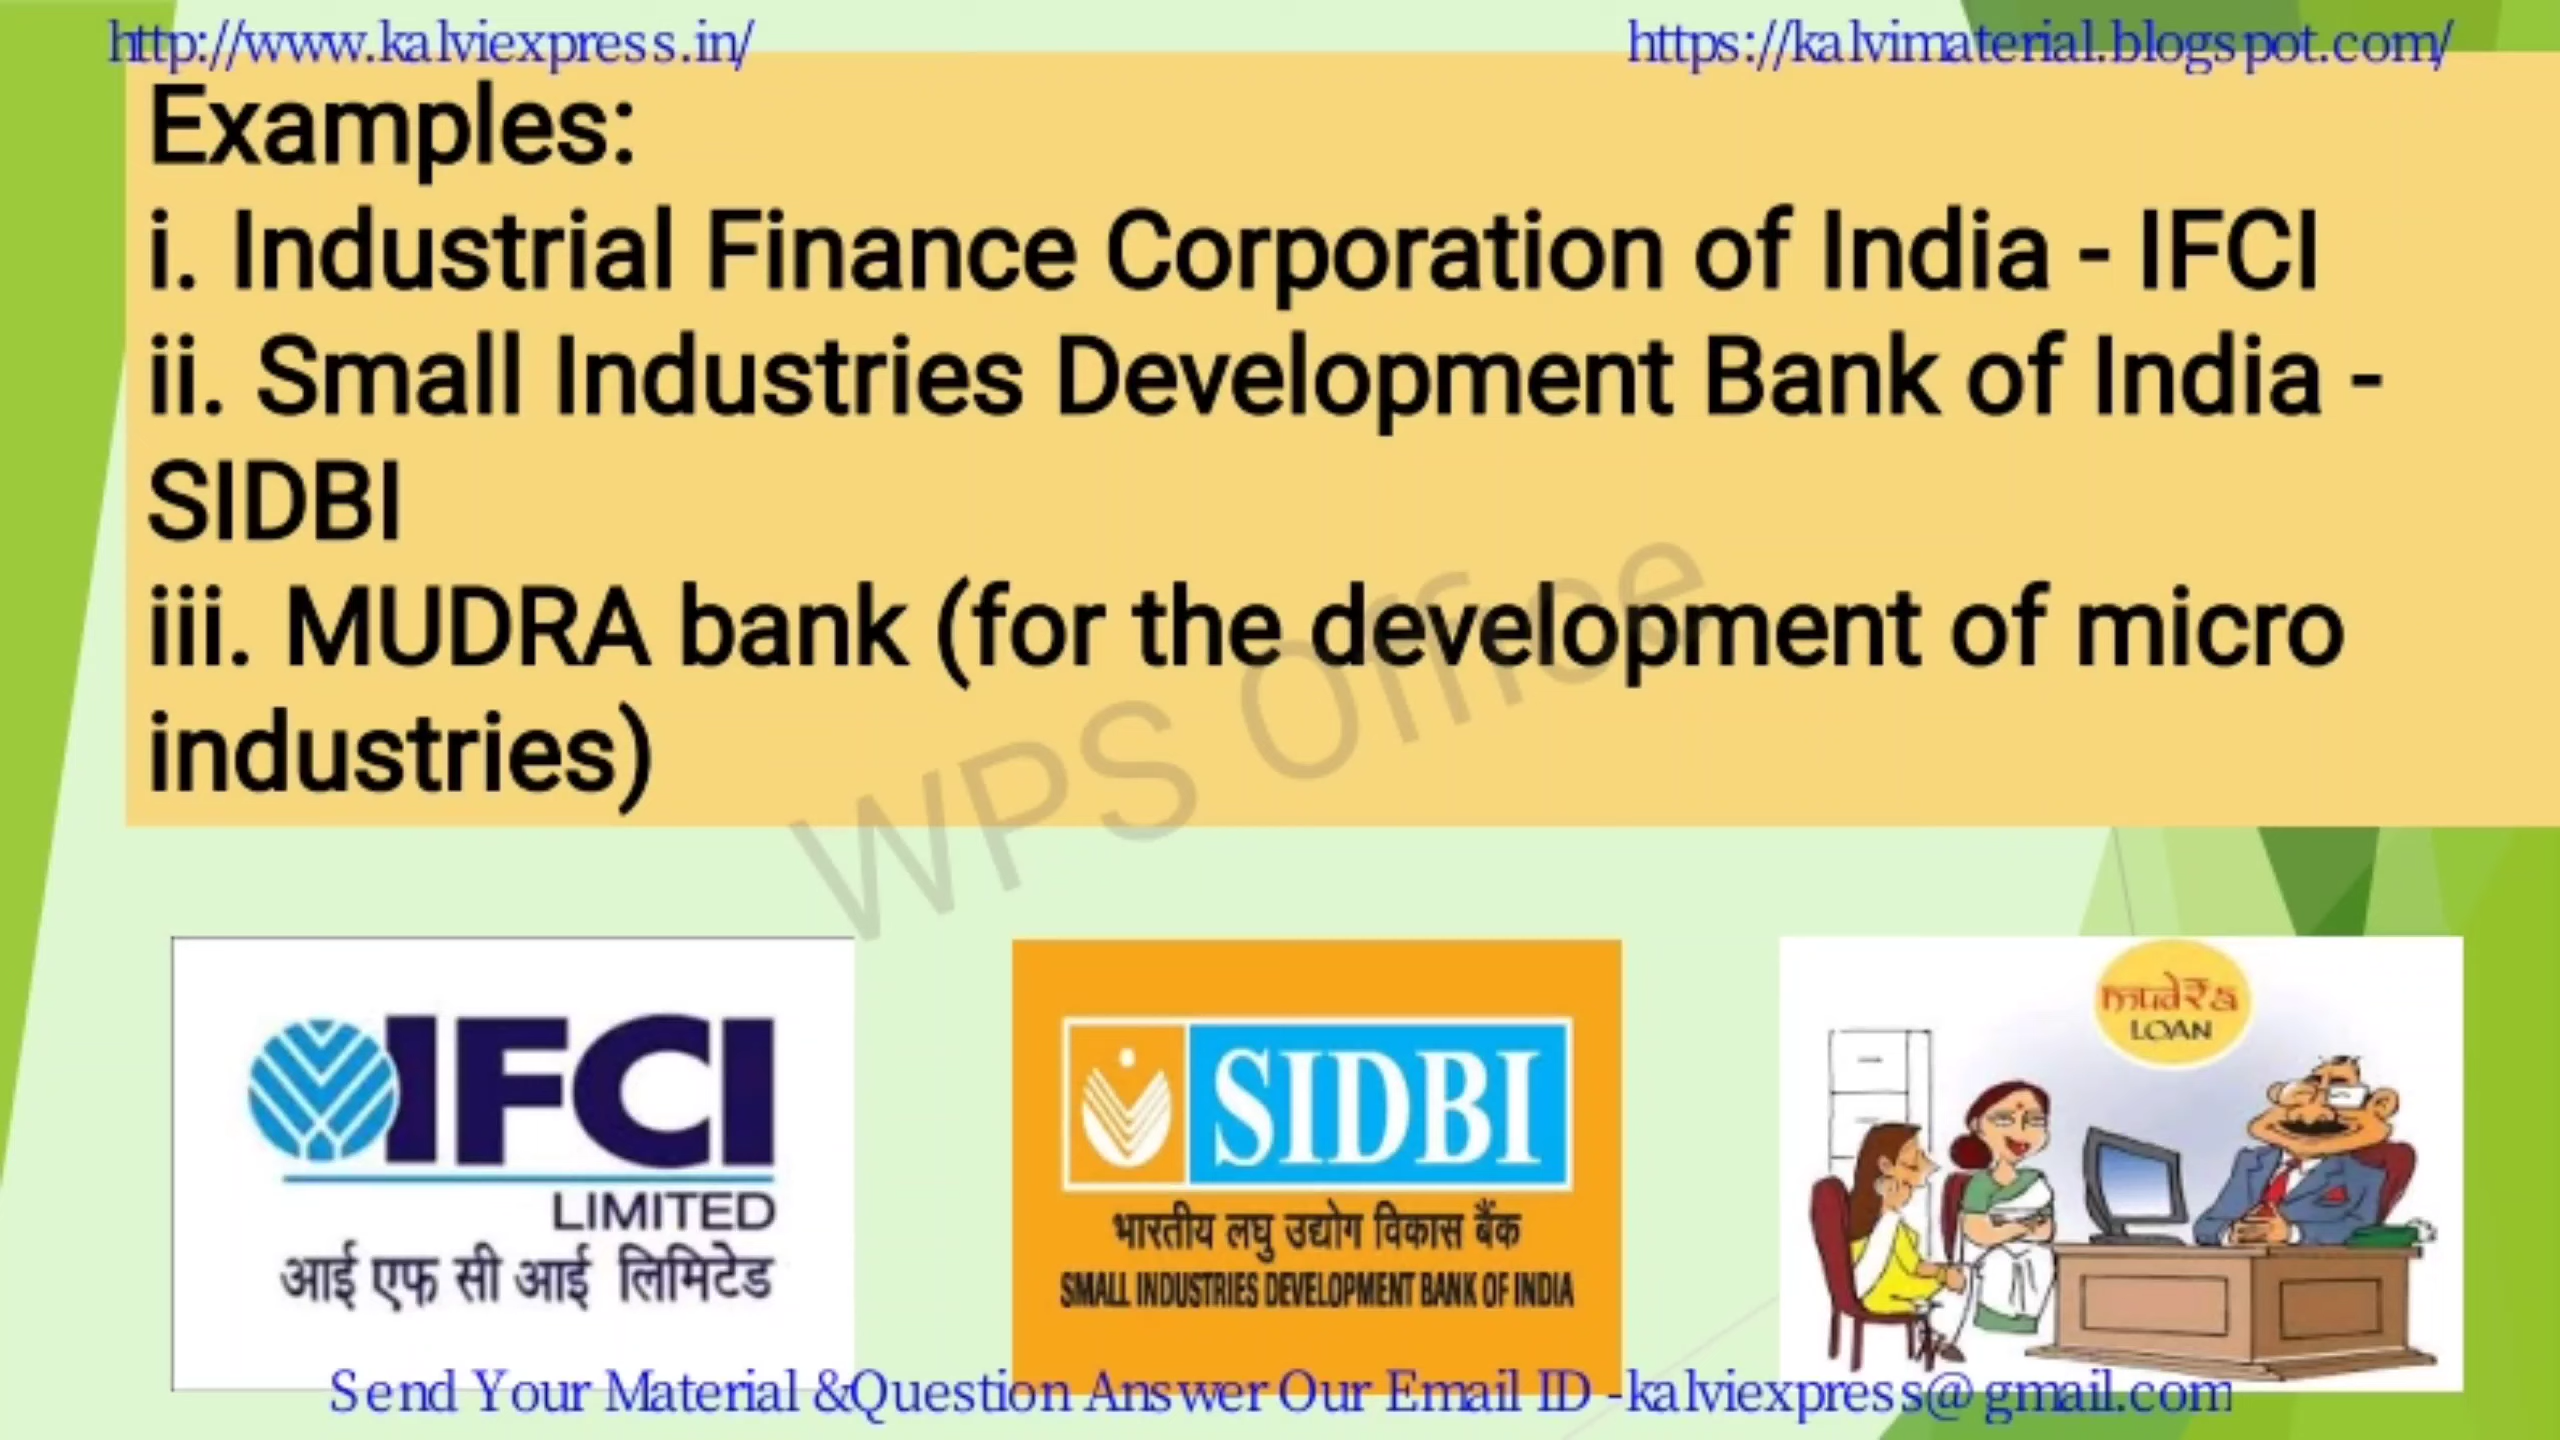 http://www.kalviexpress.in/
https://kalvimaterial.blogspot.com/
Examples:
i. Industrial Finance Corporation of India - IFCI
ii. Small Industries Development Bank of India -
SIDBI
iii. MUDRA bank (for the development of micro
industries)
WPS Office
IFCI
LIMITED
आई एफ सी आई लिमिटेड
SIDBI
भारतीय लघु उद्योग विकास बैंक
SMALL INDUSTRIES DEVELOPMENT BANK OF INDIA
mudRa
LOAN
Send Your Material &Question Answer Our Email ID -kalviexpress@gmail.com